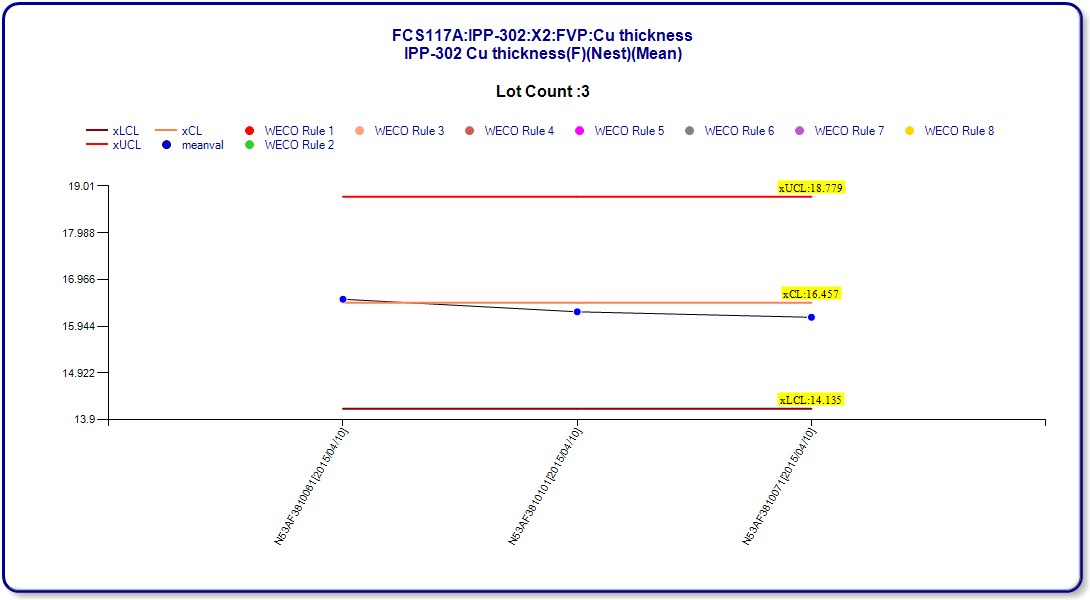 FCS117A:IPP-302:X2:FVP:Cu thickness
IPP-302 Cu thickness(F)(Nest)(Mean)
Lot Count :3
xLCL xCL WECO Rule 1 WECO Rule 3 WECO Rule 4 WECO Rule 5 WECO Rule 6 WECO Rule 7 WECO Rule 8
xUCL meanval WECO Rule 2
19.01
xUCL:18.779
17.988
16.966
xCL:16.457
15.944
14.922
xLCL:14.135
13.9
N53AF3810081[2015/04/10]
N53AF3810101[2015/04/10]
N53AF3810071[2015/04/10]